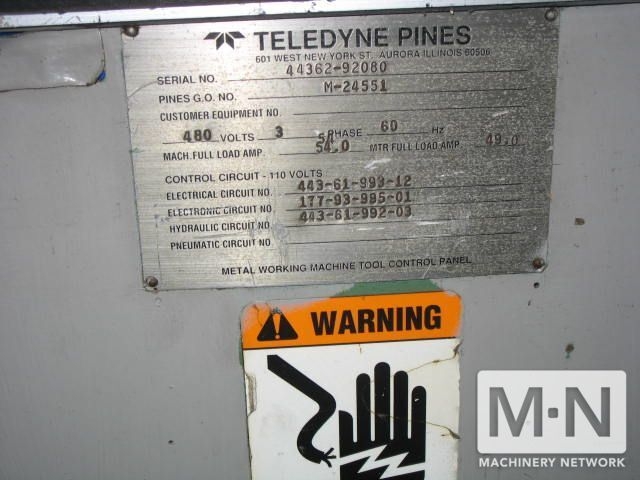 TELEDYNE PINES
601 WEST NEW YORK ST. AURORA ILLINOIS 60506
SERIAL NO. 44362-92080
PINES G.O. NO. M-24551
CUSTOMER EQUIPMENT NO.
480 VOLTS 3 PHASE 60 Hz
MACH. FULL LOAD AMP. 54.0 MTR FULL LOAD AMP. 49.0
CONTROL CIRCUIT - 110 VOLTS
ELECTRICAL CIRCUIT NO. 443-61-993-12
ELECTRONIC CIRCUIT NO. 177-93-995-01
HYDRAULIC CIRCUIT NO. 443-61-992-03
PNEUMATIC CIRCUIT NO.
METAL WORKING MACHINE TOOL CONTROL PANEL
WARNING
M·N
MACHINERY NETWORK